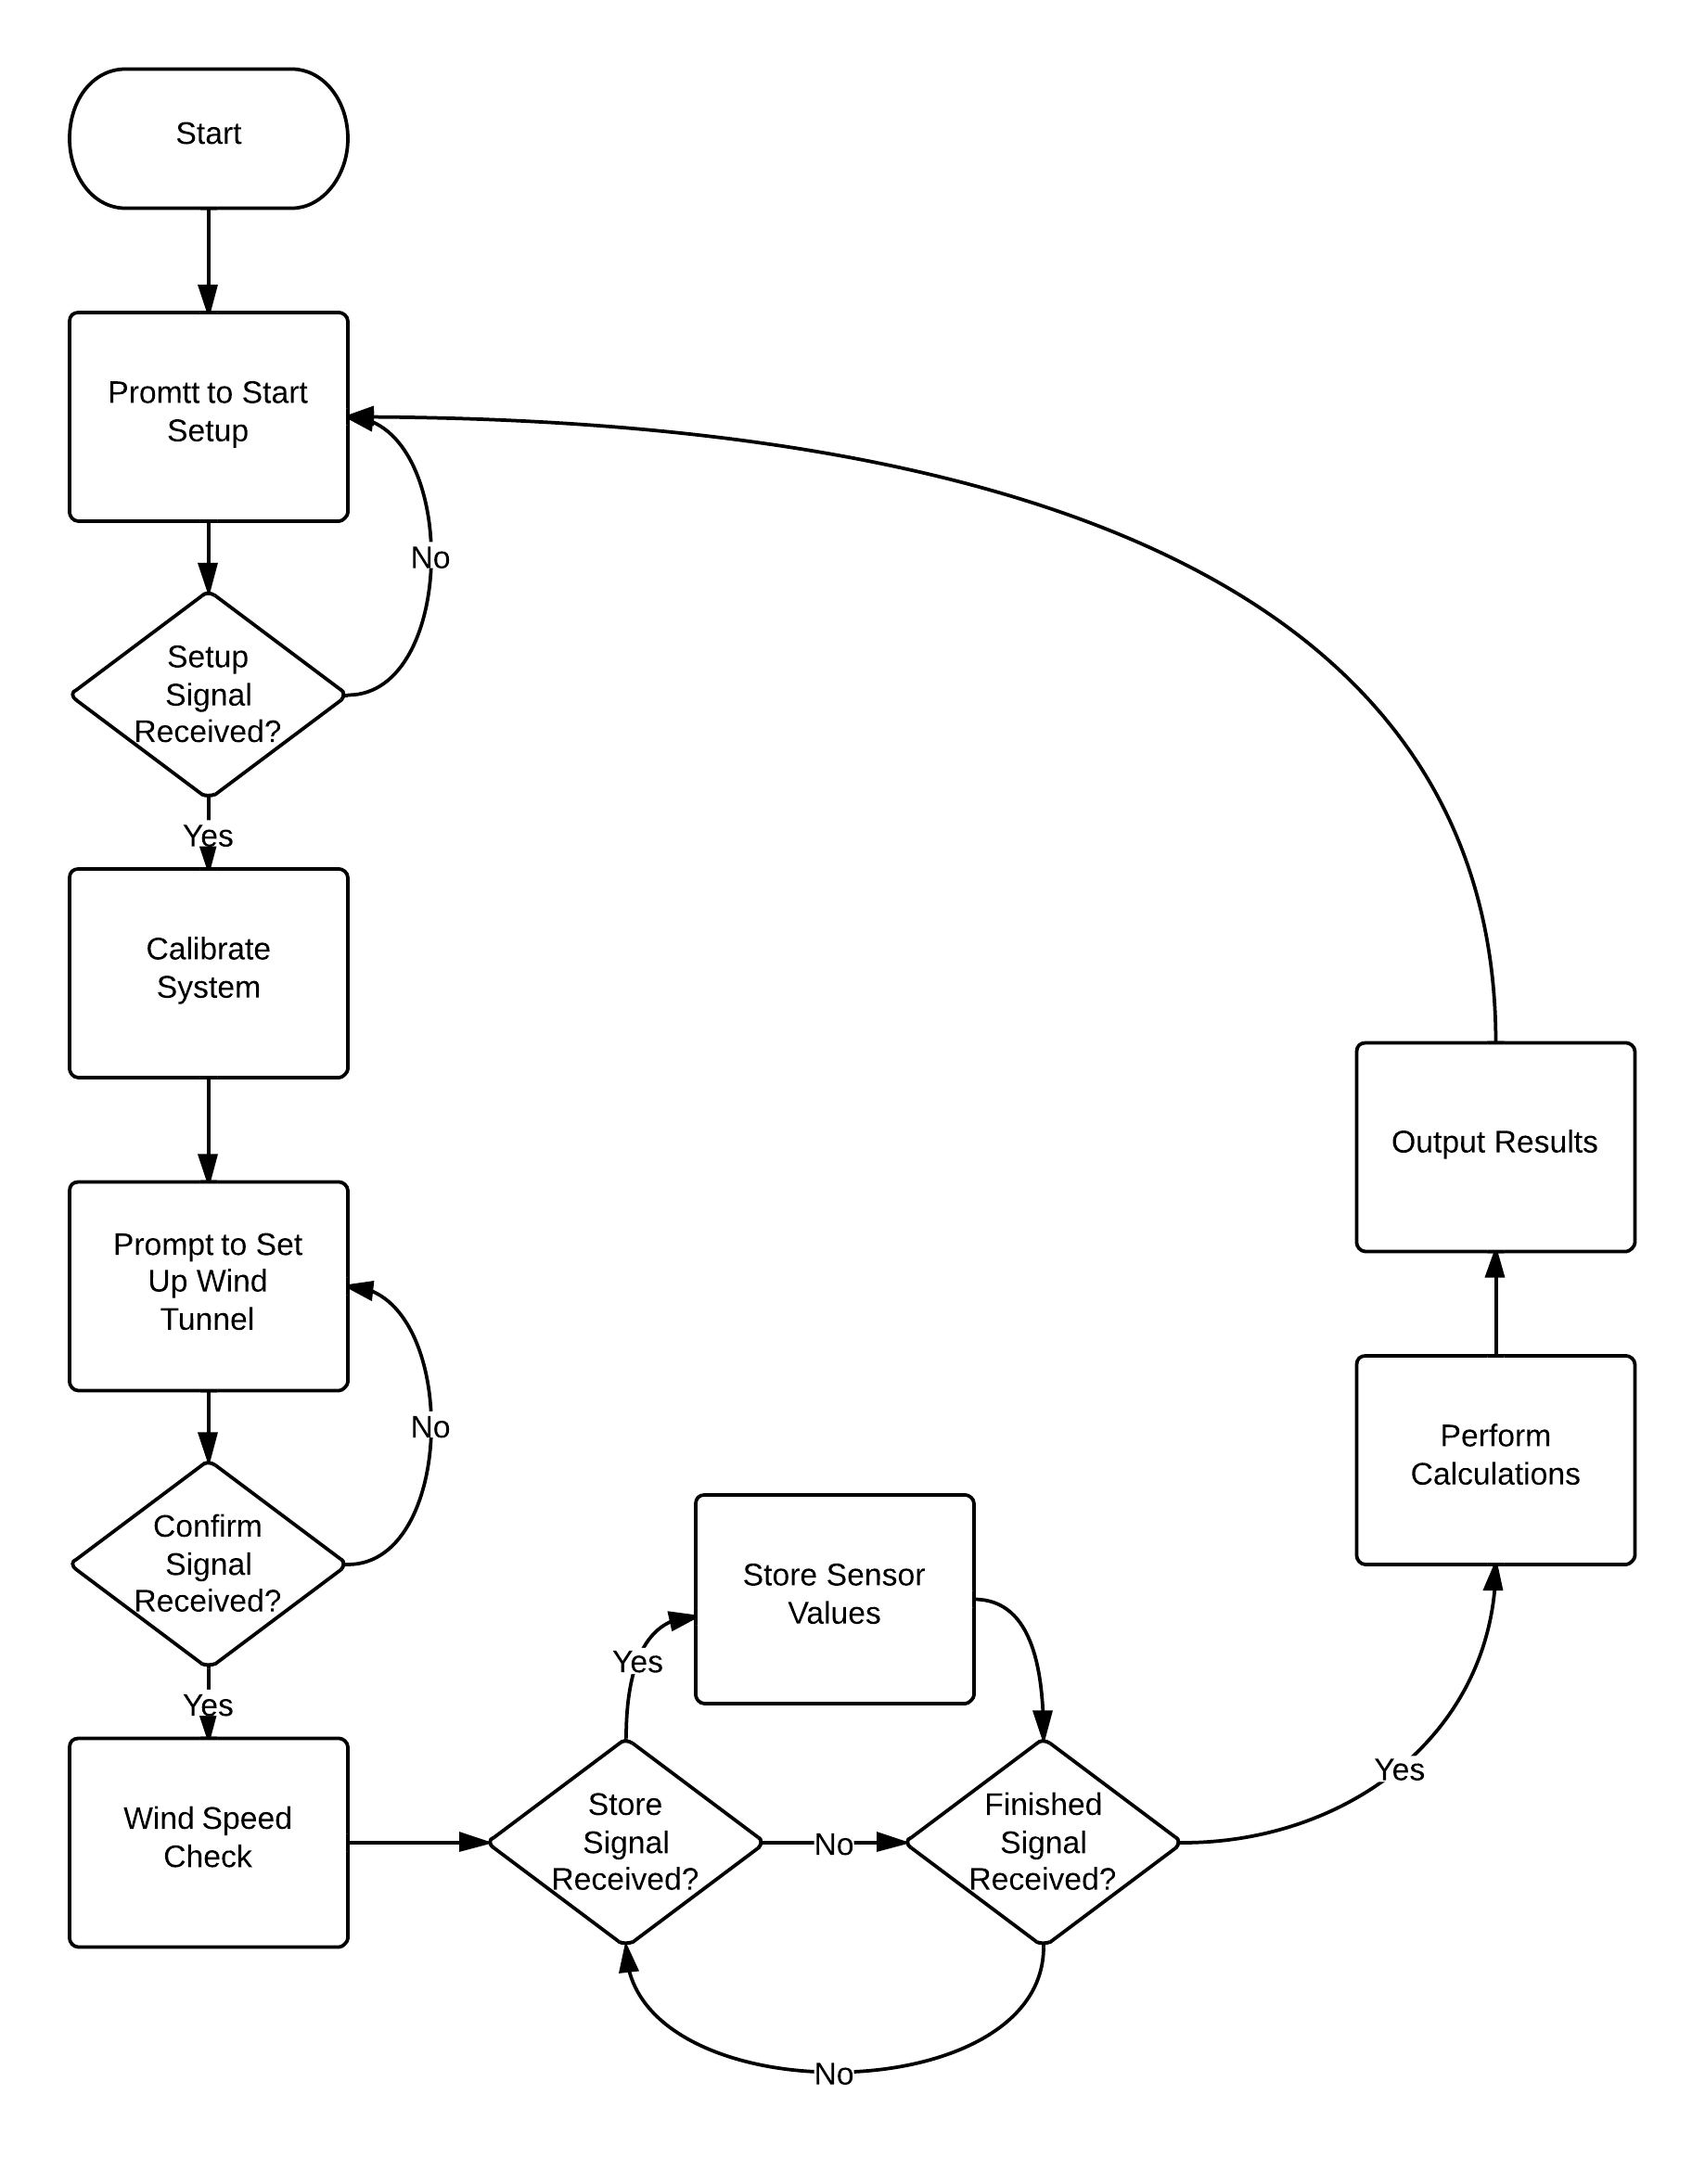 Start
Promtt to Start
Setup
No
Setup
Signal
Received?
Yes
Calibrate
System
Prompt to Set
Up Wind
Tunnel
No
Confirm
Signal
Received?
Yes
Wind Speed
Check
Store
Signal
Received?
Yes
Store Sensor
Values
No
Finished
Signal
Received?
No
Yes
Perform
Calculations
Output Results